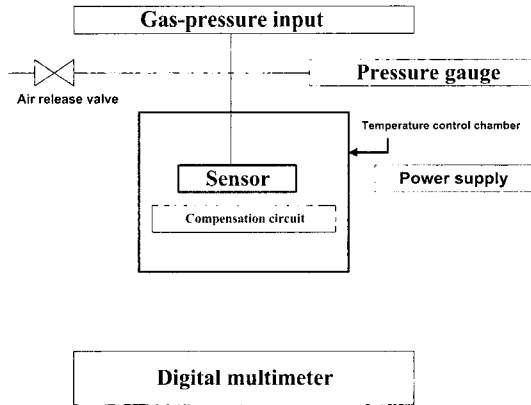 Gas-pressure input
Pressure gauge
Air release valve
Temperature control chamber
Sensor
Power supply
Compensation circuit
Digital multimeter